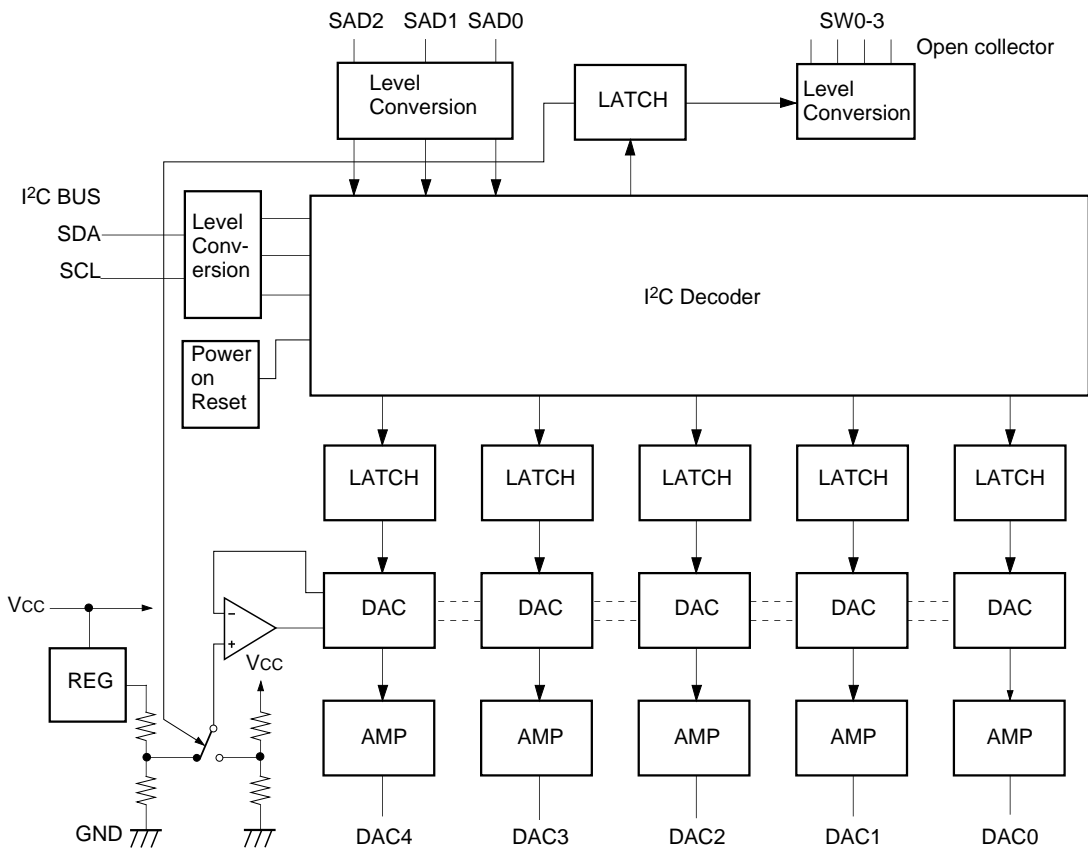 SAD2 SAD1 SAD0
SW0-3
Open collector
Level
Conversion
LATCH
Level
Conversion
I²C BUS
SDA
SCL
Level
Conv-
ersion
I²C Decoder
Power
on
Reset
LATCH LATCH LATCH LATCH LATCH
VCC
−
+
DAC DAC DAC DAC DAC
REG
VCC
AMP AMP AMP AMP AMP
GND
DAC4 DAC3 DAC2 DAC1 DAC0